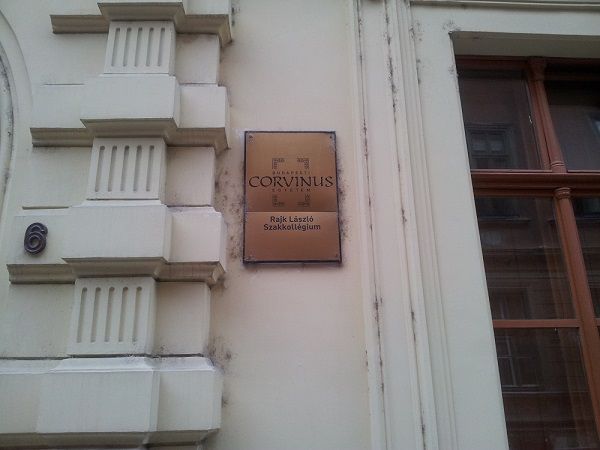 6
BUDAPESTI
CORVINUS
EGYETEM
Rajk László
Szakkollégium